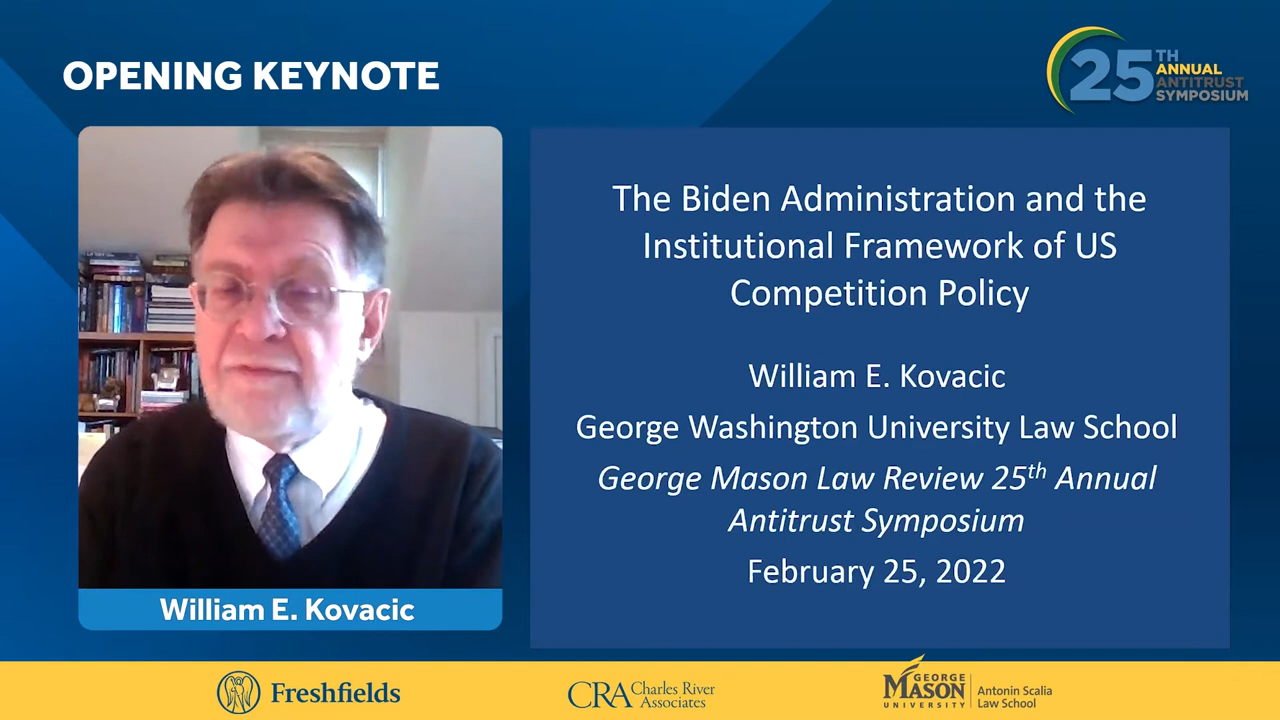 OPENING KEYNOTE
25TH
ANNUAL
ANTITRUST
SYMPOSIUM
The Biden Administration and the
Institutional Framework of US
Competition Policy
William E. Kovacic
George Washington University Law School
George Mason Law Review 25th Annual
Antitrust Symposium
February 25, 2022
William E. Kovacic
Freshfields
CRA Charles River
Associates
GEORGE
MASON
UNIVERSITY
Antonin Scalia
Law School